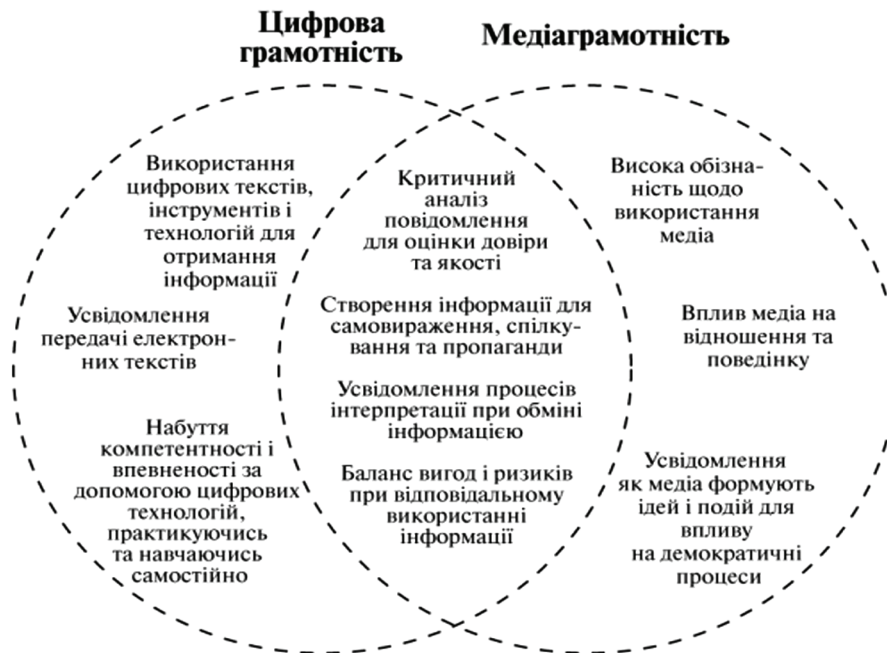 Цифрова
грамотність
Медіаграмотність
Використання
цифрових текстів,
інструментів і
технологій для
отримання
інформації
Усвідомлення
передачі електрон-
них текстів
Набуття
компетентності і
впевненості за
допомогою цифрових
технологій,
практикуючись
та навчаючись
самостійно
Критичний
аналіз
повідомлення
для оцінки довіри
та якості
Створення інформації для
самовираження, спілку-
вання та пропаганди
Усвідомлення процесів
інтерпретації при обміні
інформацією
Баланс вигод і ризиків
при відповідальному
використанні
інформації
Висока обізна-
ність щодо
використання
медіа
Вплив медіа на
відношення та
поведінку
Усвідомлення
як медіа формують
ідей і подій для
впливу
на демократичні
процеси